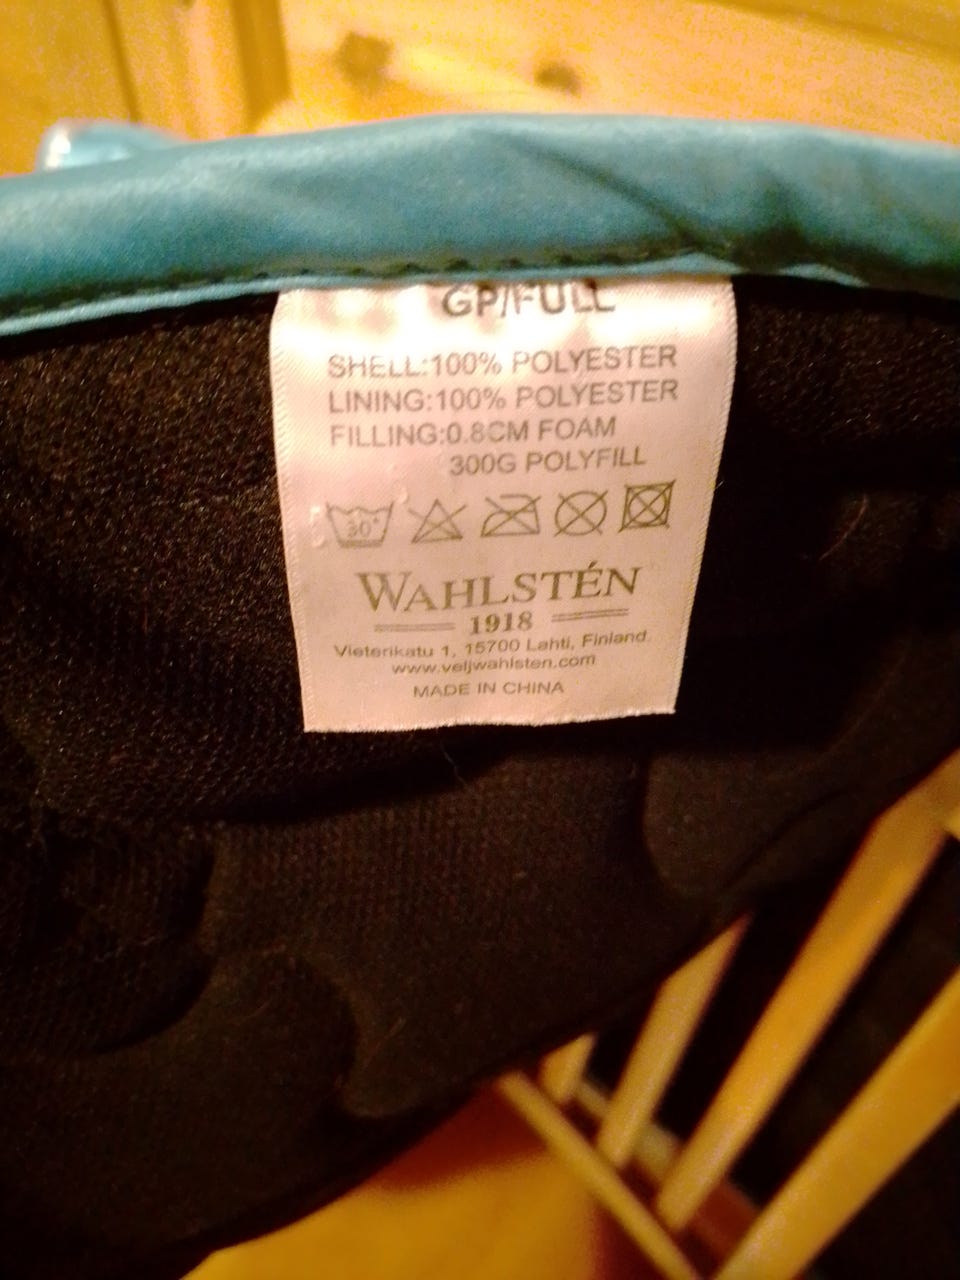 GP/FULL
SHELL:100% POLYESTER
LINING:100% POLYESTER
FILLING:0.8CM FOAM
300G POLYFILL
30°
WAHLSTÉN
1918
Vieterikatu 1, 15700 Lahti, Finland.
www.veljwahlsten.com
MADE IN CHINA